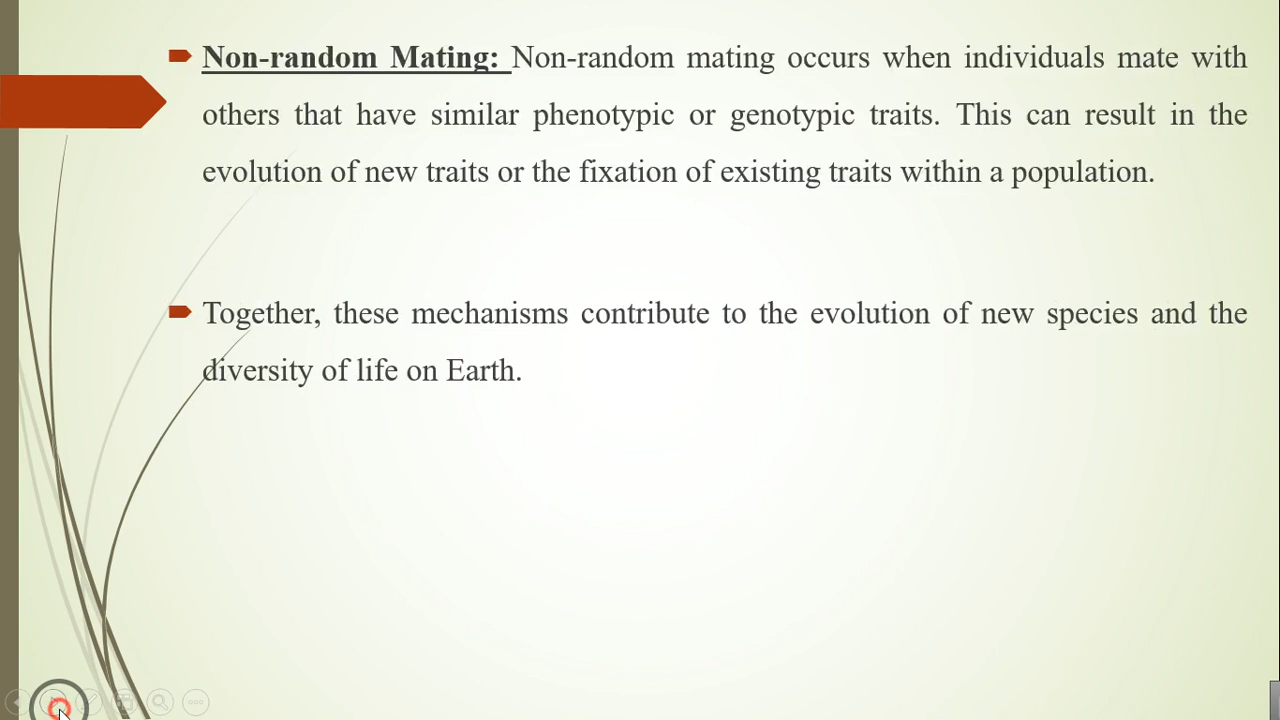 Non-random Mating: Non-random mating occurs when individuals mate with
others that have similar phenotypic or genotypic traits. This can result in the
evolution of new traits or the fixation of existing traits within a population.
Together, these mechanisms contribute to the evolution of new species and the
diversity of life on Earth.